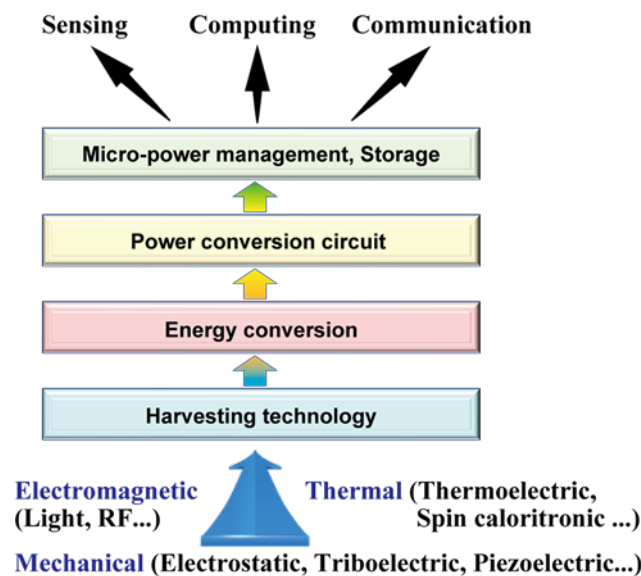 Sensing Computing Communication
Micro-power management, Storage
Power conversion circuit
Energy conversion
Harvesting technology
Electromagnetic
(Light, RF...)
Thermal (Thermoelectric,
Spin caloritronic ...)
Mechanical (Electrostatic, Triboelectric, Piezoelectric...)